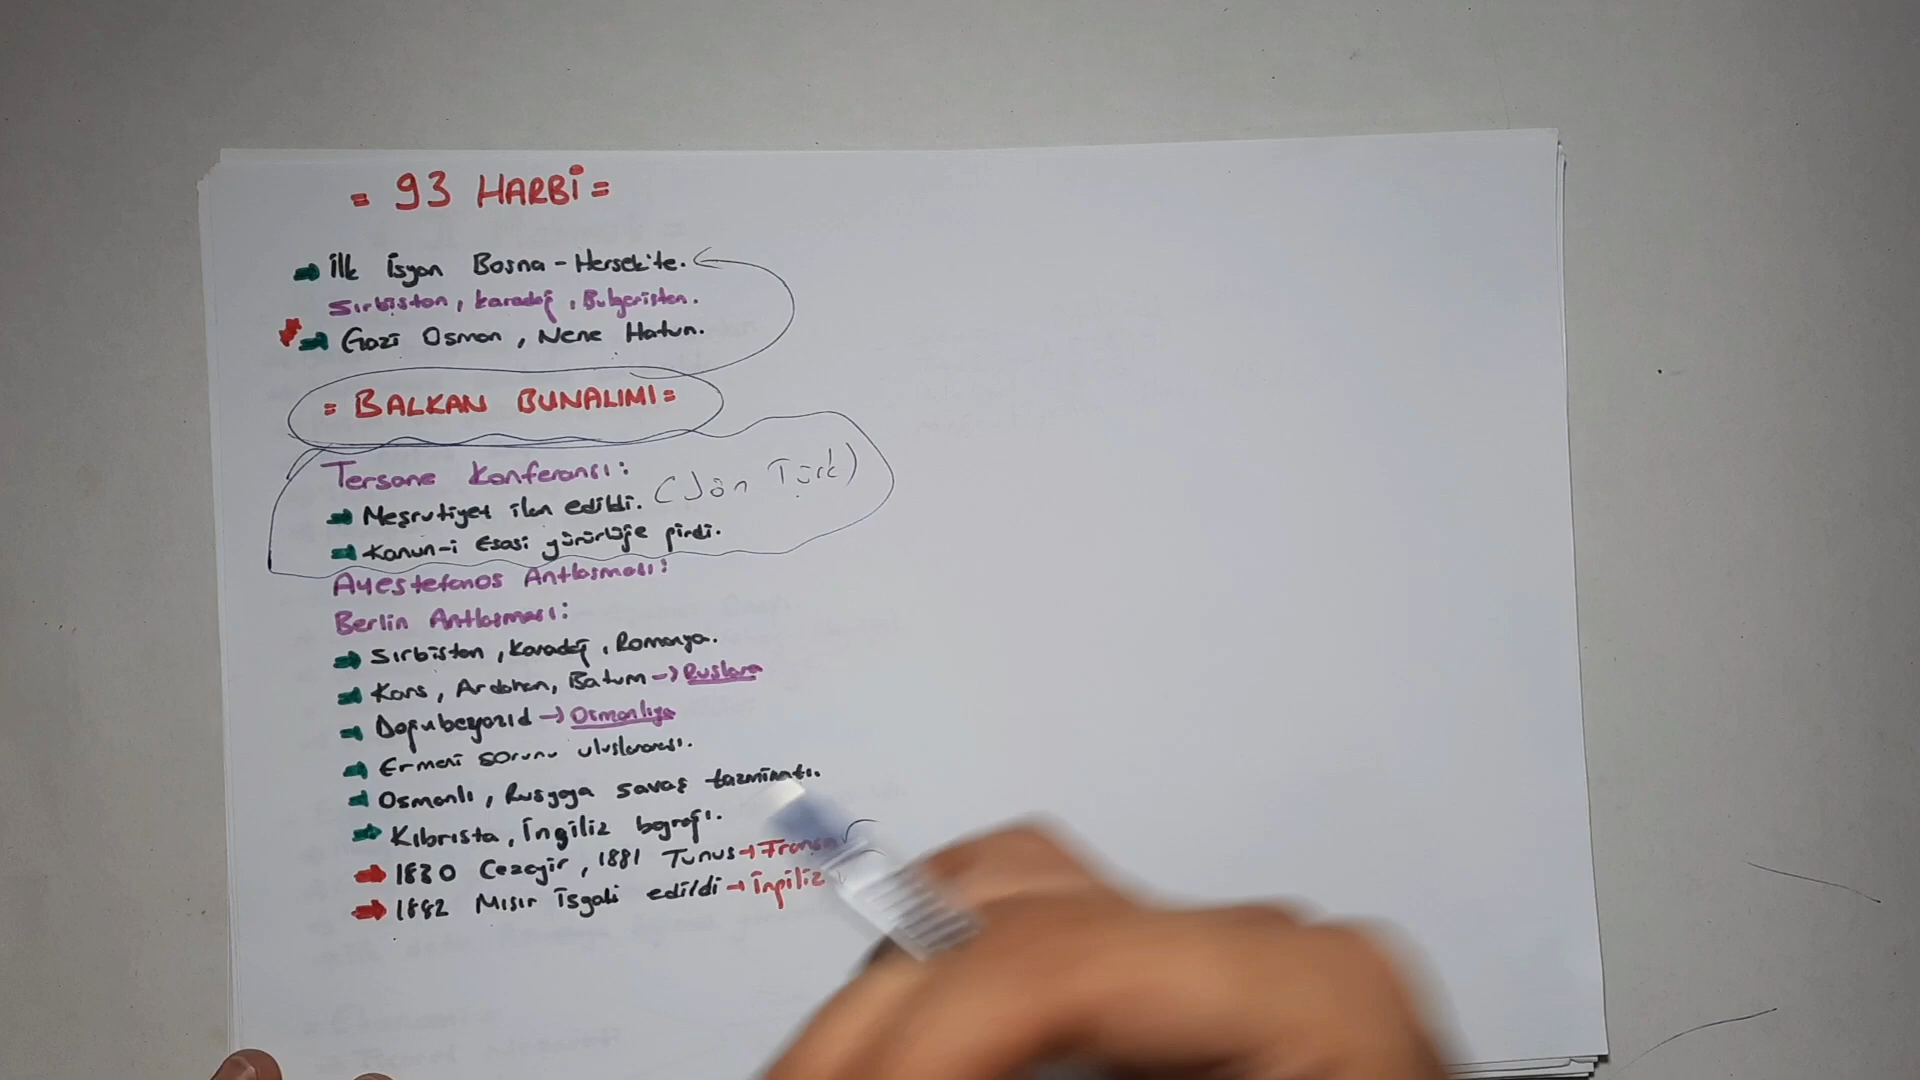 = 93 HARBİ =
→ İlk İsyan Bosna - Hersek'te.
Sırbistan, Karadağ, Bulgaristan.
→ Gazi Osman, Nene Hatun.
= BALKAN BUNALIMI =
Tersane Konferansı:
→ Meşrutiyet ilan edildi. (Jön Türk)
→ Kanun-i Esasi yürürlüğe girdi.
Ayestefanos Antlaşması:
Berlin Antlaşması:
→ Sırbistan, Karadağ, Romanya.
→ Kars, Ardahan, Batum → Ruslara
→ Doğubeyazıd → Osmanlıya
→ Ermeni sorunu uluslararası.
→ Osmanlı, Rusyaya savaş tazminatı.
→ Kıbrısta, İngiliz bayrağı.
→ 1830 Cezayir, 1881 Tunus → Fransa
→ 1882 Mısır İşgali edildi → İngiliz